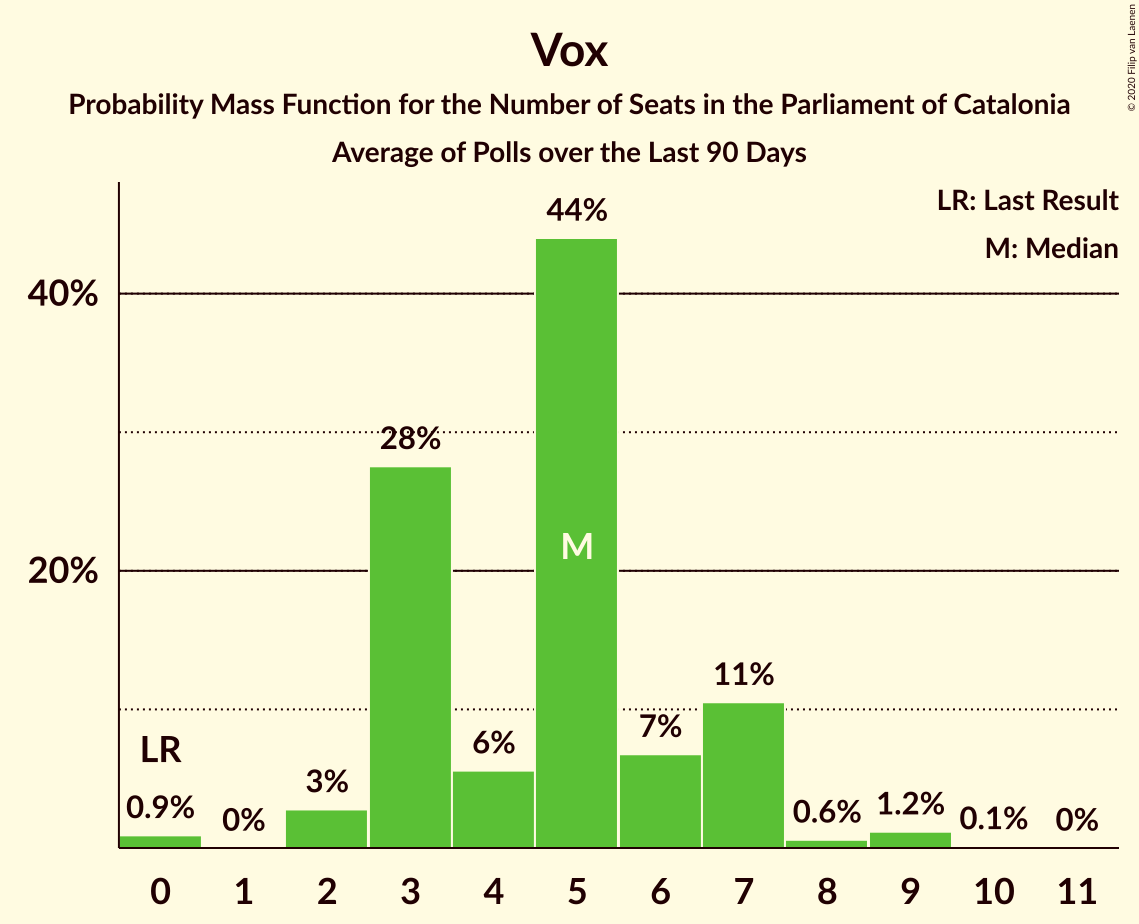 © 2020 Filip van Laenen
Vox
Probability Mass Function for the Number of Seats in the Parliament of Catalonia
Average of Polls over the Last 90 Days
LR: Last Result
M: Median
44%
40%
28%
M
20%
11%
7%
6%
LR
3%
0.9%
0%
0.6%
1.2%
0.1%
0%
0 1 2 3 4 5 6 7 8 9 10 11